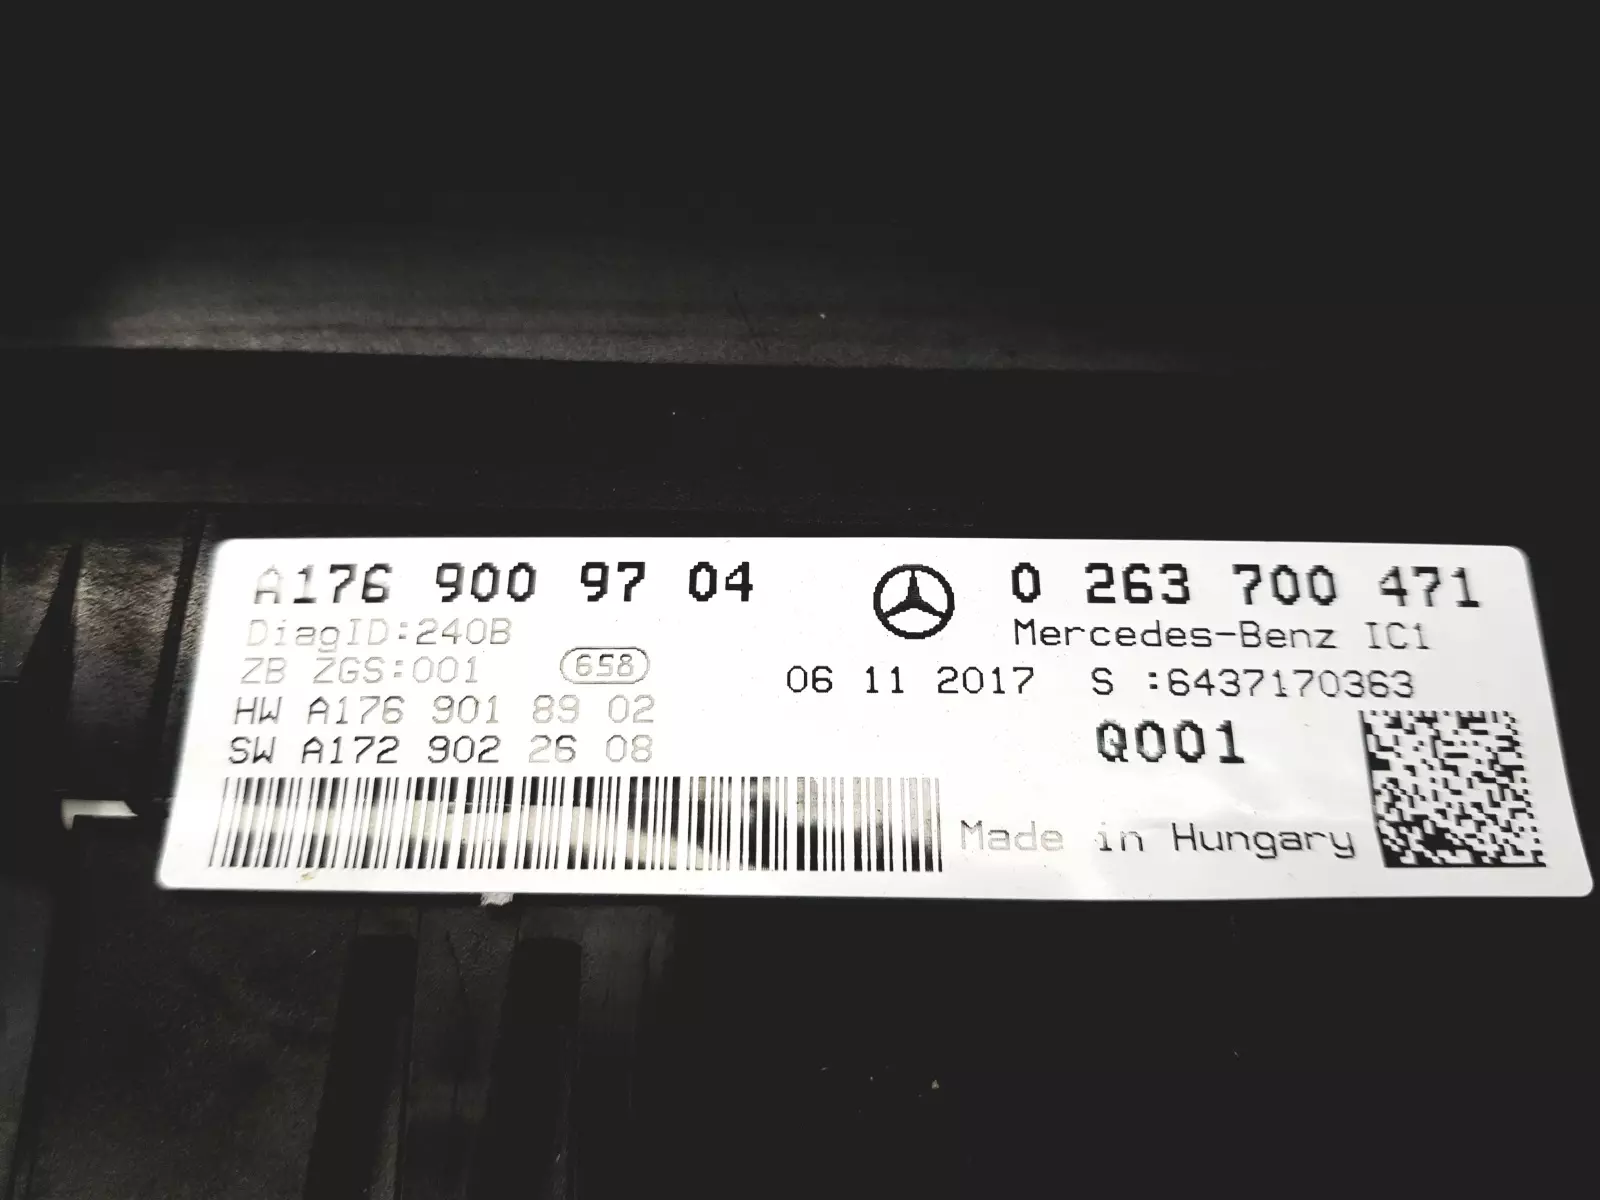 A176 900 97 04
DiagID:240B
ZB ZGS:001
658
HW A176 901 89 02
SW A172 902 26 08
0 263 700 471
Mercedes-Benz IC1
06 11 2017 S :6437170363
Q001
Made in Hungary